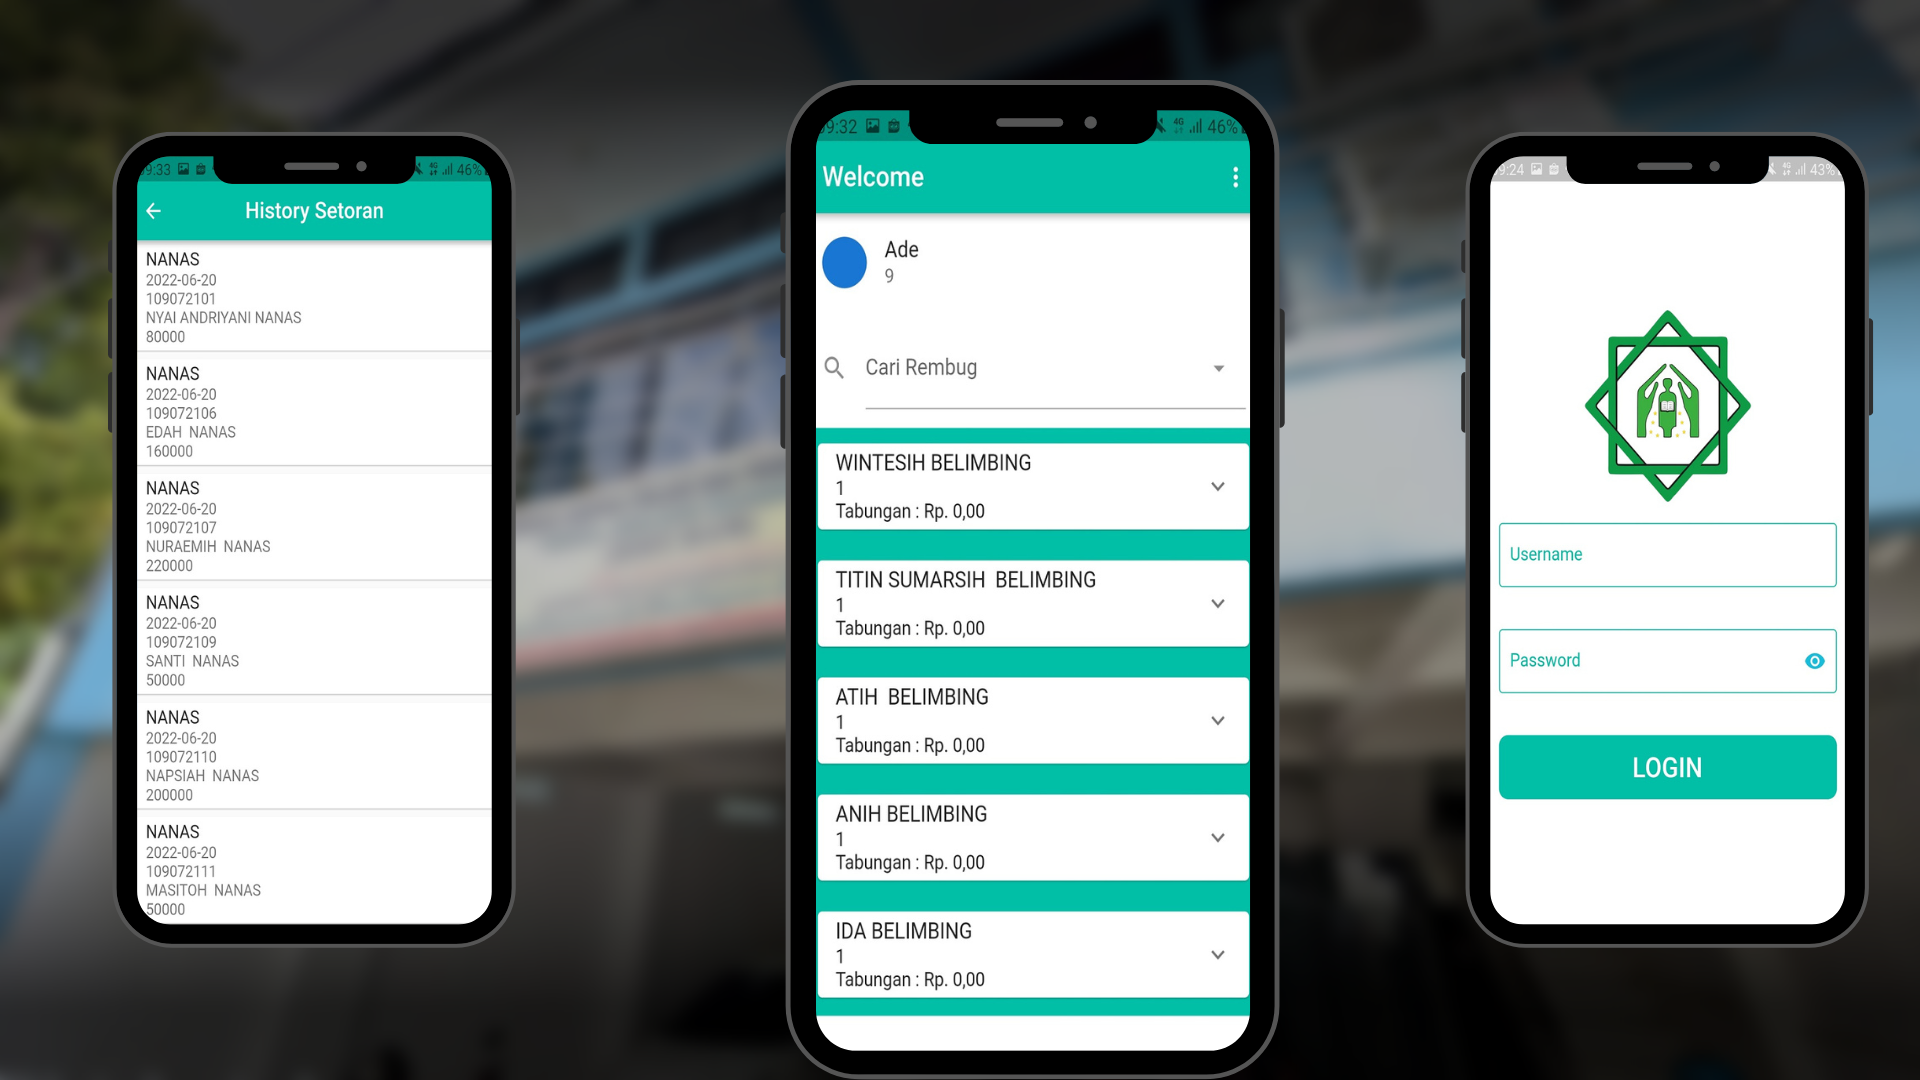 9:33
46%
History Setoran
NANAS
2022-06-20
109072101
NYAI ANDRIYANI NANAS
80000
NANAS
2022-06-20
109072106
EDAH NANAS
160000
NANAS
2022-06-20
109072107
NURAEMIH NANAS
220000
NANAS
2022-06-20
109072109
SANTI NANAS
50000
NANAS
2022-06-20
109072110
NAPSIAH NANAS
200000
NANAS
2022-06-20
109072111
MASITOH NANAS
50000
9:32
4G
46%
Welcome
Ade
9
Cari Rembug
WINTESIH BELIMBING
1
Tabungan : Rp. 0,00
TITIN SUMARSIH BELIMBING
1
Tabungan : Rp. 0,00
ATIH BELIMBING
1
Tabungan : Rp. 0,00
ANIH BELIMBING
1
Tabungan : Rp. 0,00
IDA BELIMBING
1
Tabungan : Rp. 0,00
9:24
43%
Username
Password
LOGIN